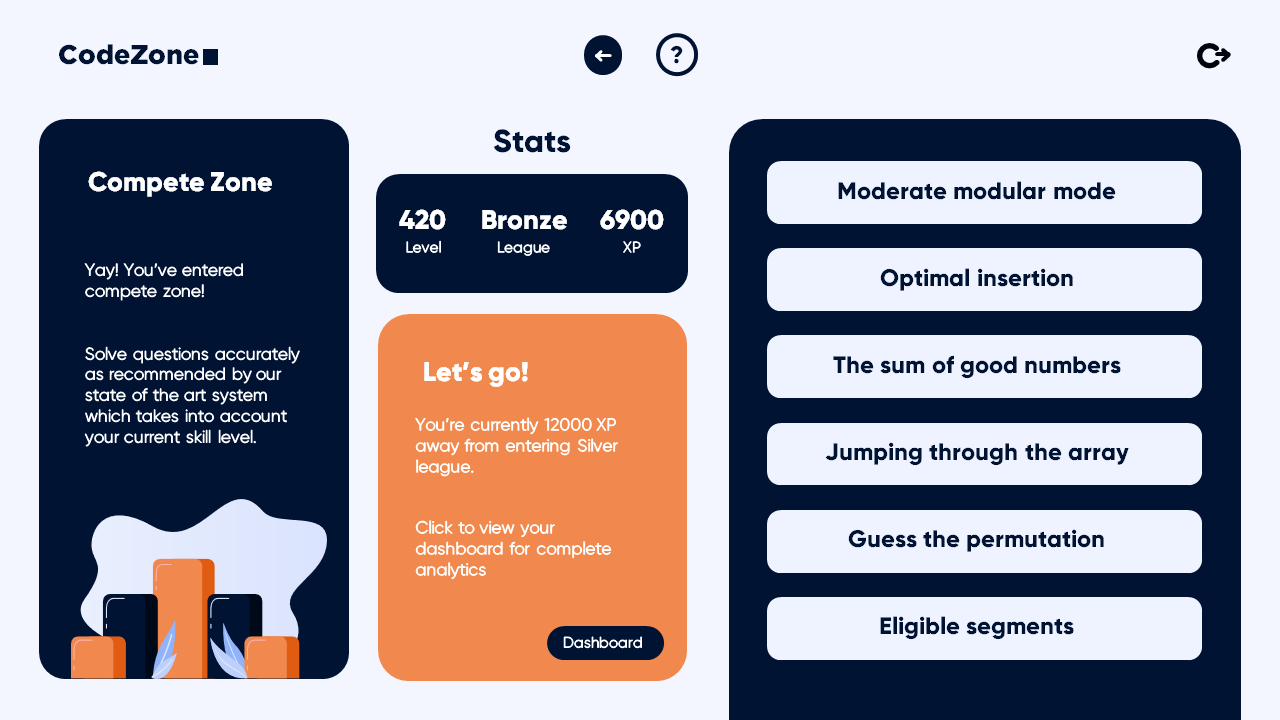 CodeZone
?
Compete Zone
Yay! You've entered
compete zone!
Solve questions accurately
as recommended by our
state of the art system
which takes into account
your current skill level.
Stats
420 Bronze 6900
Level League XP
Let's go!
You're currently 12000 XP
away from entering Silver
league.
Click to view your
dashboard for complete
analytics
Dashboard
Moderate modular mode
Optimal insertion
The sum of good numbers
Jumping through the array
Guess the permutation
Eligible segments